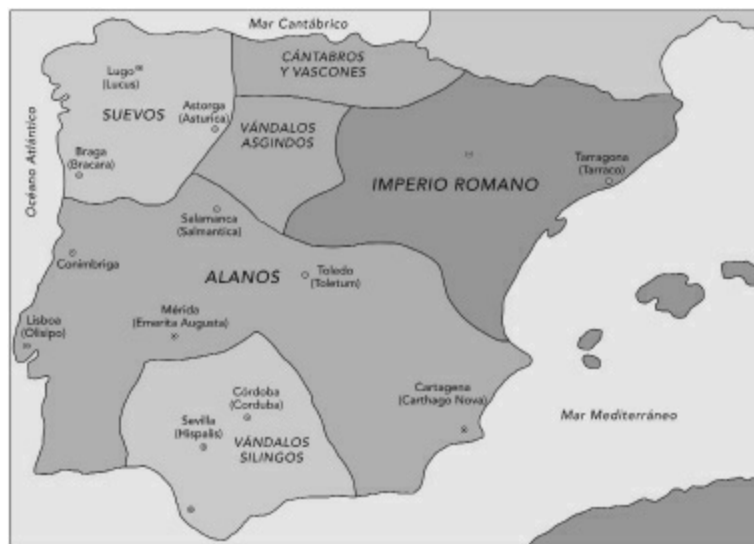 Mar Cantábrico
CÁNTABROS
Y VASCONES
Lugo
(Lucus)
SUEVOS
Astorga
(Asturica)
VÁNDALOS
ASGINDOS
Océano Atlántico
Braga
(Bracara)
IMPERIO ROMANO
Tarragona
(Tarraco)
Salamanca
(Salmantica)
Conimbriga
ALANOS
Toledo
(Toletum)
Lisboa
(Olisipo)
Mérida
(Emerita Augusta)
Córdoba
(Corduba)
Cartagena
(Carthago Nova)
Mar Mediterráneo
Sevilla
(Hispalis)
VÁNDALOS
SILINGOS